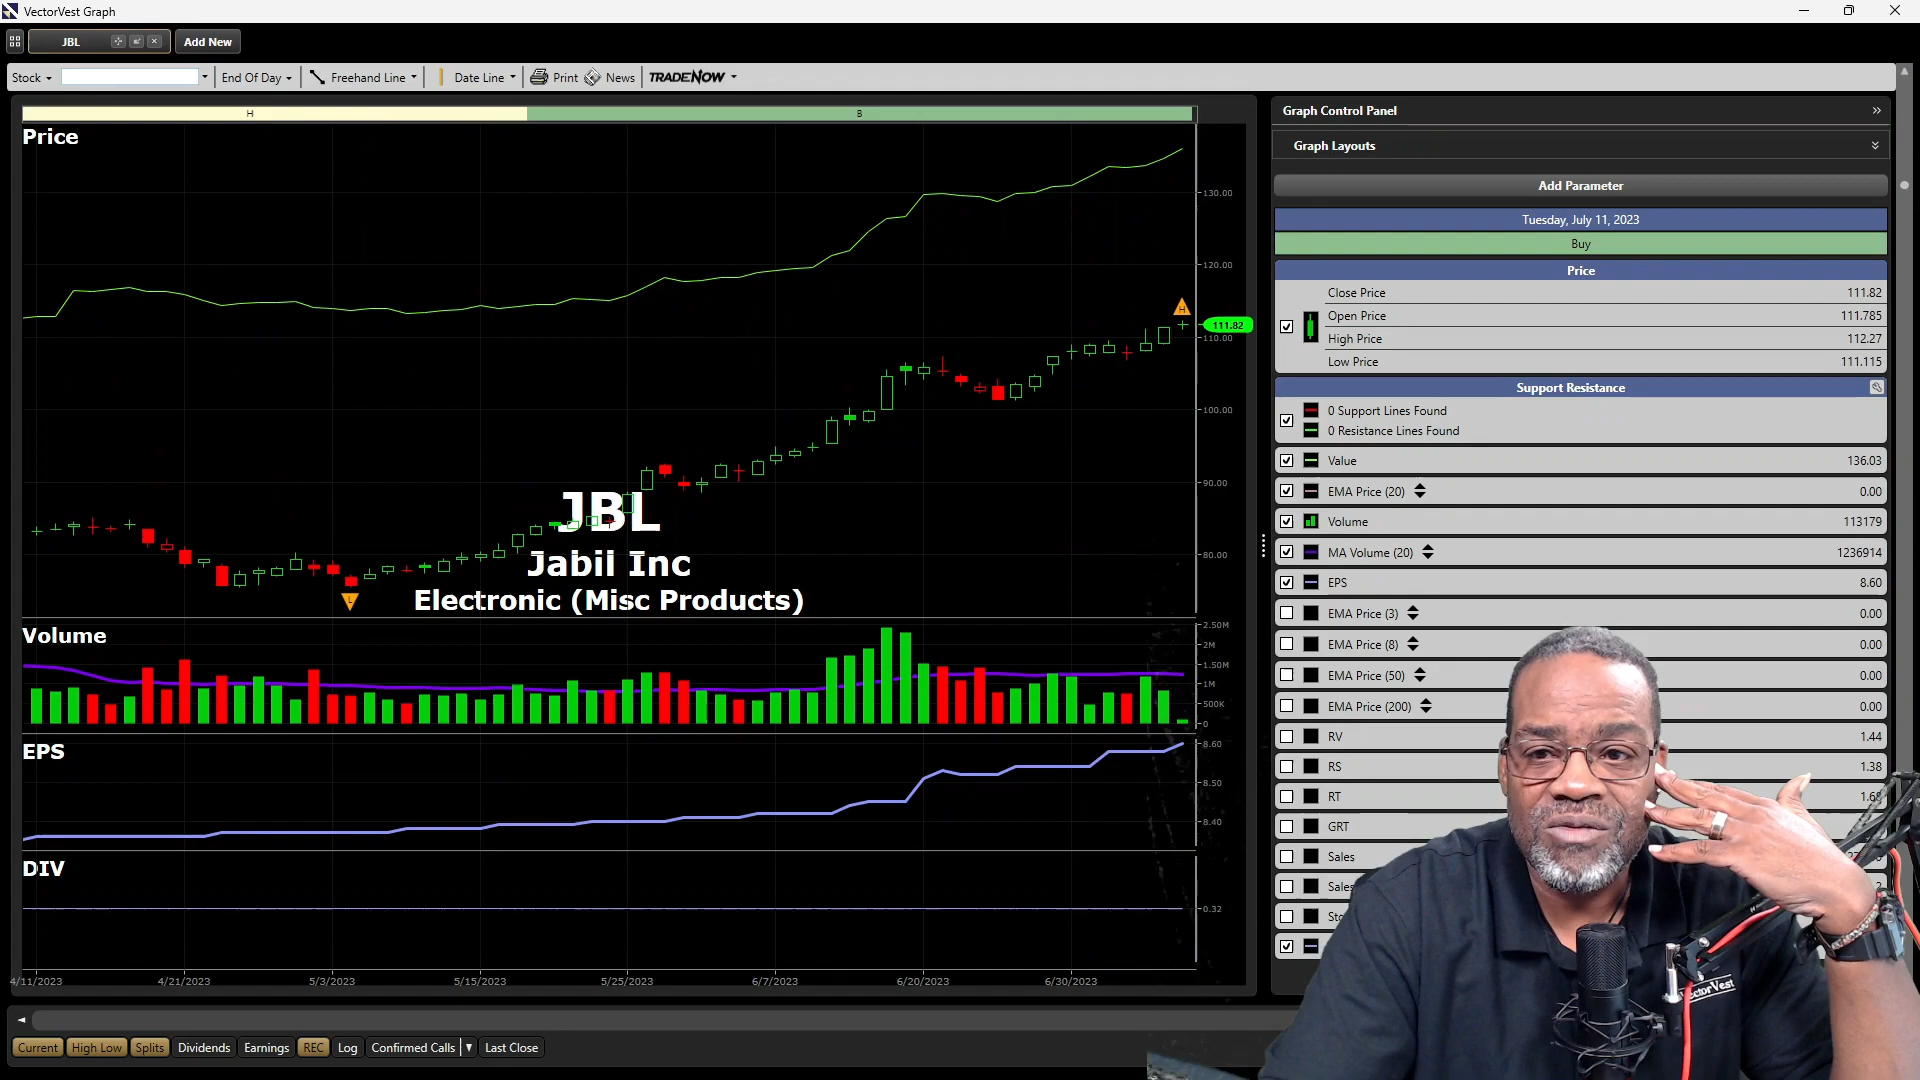 VectorVest Graph
JBL
Add New
Stock
End Of Day
Freehand Line
Date Line
Print
News
TRADENOW
H
B
Price
130.00
120.00
H
111.82
110.00
100.00
90.00
80.00
JBL
Jabil Inc
Electronic (Misc Products)
L
Volume
2.50M
2M
1.50M
1M
500K
0
EPS
8.60
8.50
8.40
DIV
0.32
4/11/2023 4/21/2023 5/3/2023 5/15/2023 5/25/2023 6/7/2023 6/20/2023 6/30/2023
Current High Low Splits Dividends Earnings REC Log Confirmed Calls Last Close
Graph Control Panel
Graph Layouts
Add Parameter
Tuesday, July 11, 2023
Buy
Price
Close Price 111.82
Open Price 111.785
High Price 112.27
Low Price 111.115
Support Resistance
0 Support Lines Found
0 Resistance Lines Found
Value 136.03
EMA Price (20) 0.00
Volume 113179
MA Volume (20) 1236914
EPS 8.60
EMA Price (3) 0.00
EMA Price (8) 0.00
EMA Price (50) 0.00
EMA Price (200) 0.00
RV 1.44
RS 1.38
RT 1.68
GRT
Sales
Sales